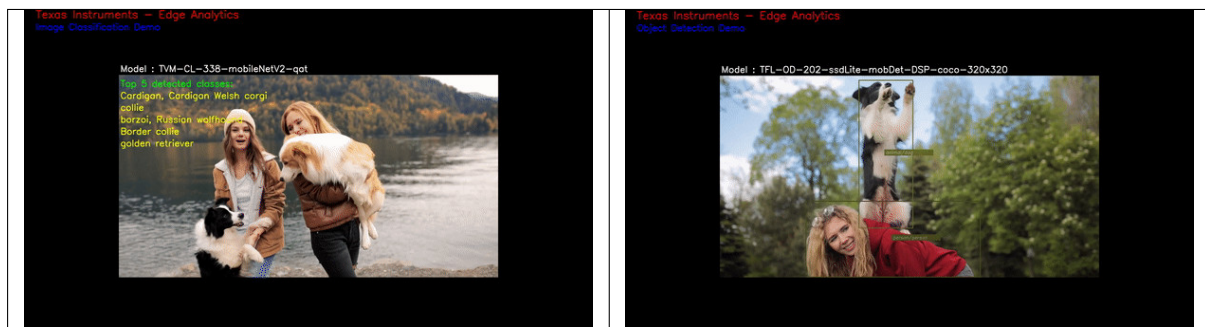 Texas Instruments - Edge Analytics
Image Classification Demo
Model : TVM-CL-338-mobileNetV2-qat
Top 5 detected classes:
Cardigan, Cardigan Welsh corgi
collie
borzoi, Russian wolfhound
Border collie
golden retriever
Texas Instruments - Edge Analytics
Object Detection Demo
Model : TFL-OD-202-ssdLite-mobDet-DSP-coco-320x320